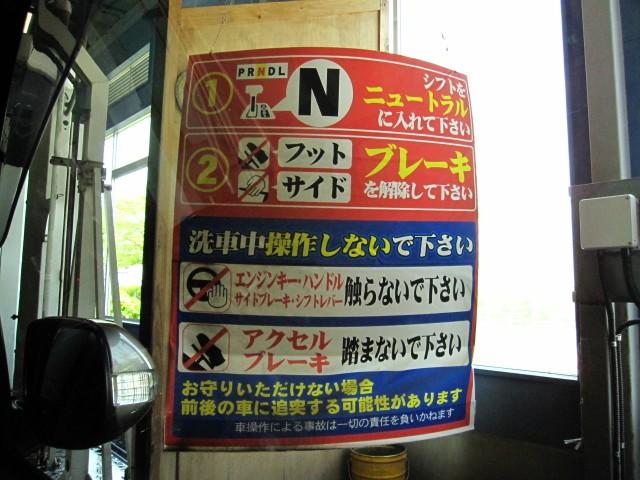 ① PRNDL N シフトを
ニュートラル
に入れて下さい
② フット ブレーキ
サイド を解除して下さい
洗車中操作しないで下さい
エンジンキー・ハンドル
サイドブレーキ・シフトレバー 触らないで下さい
アクセル
ブレーキ 踏まないで下さい
お守りいただけない場合
前後の車に追突する可能性があります
車操作による事故は一切の責任を負いかねます